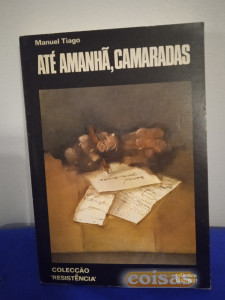 Manuel Tiago
ATÉ AMANHÃ, CAMARADAS
COLECÇÃO
'RESISTÊNCIA'
coisas